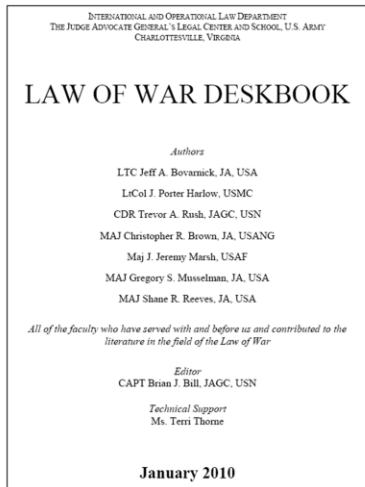 INTERNATIONAL AND OPERATIONAL LAW DEPARTMENT
THE JUDGE ADVOCATE GENERAL'S LEGAL CENTER AND SCHOOL, U.S. ARMY
CHARLOTTESVILLE, VIRGINIA
LAW OF WAR DESKBOOK
Authors
LTC Jeff A. Bovarnick, JA, USA
LtCol J. Porter Harlow, USMC
CDR Trevor A. Rush, JAGC, USN
MAJ Christopher R. Brown, JA, USANG
Maj J. Jeremy Marsh, USAF
MAJ Gregory S. Musselman, JA, USA
MAJ Shane R. Reeves, JA, USA
All of the faculty who have served with and before us and contributed to the
literature in the field of the Law of War
Editor
CAPT Brian J. Bill, JAGC, USN
Technical Support
Ms. Terri Thorne
January 2010